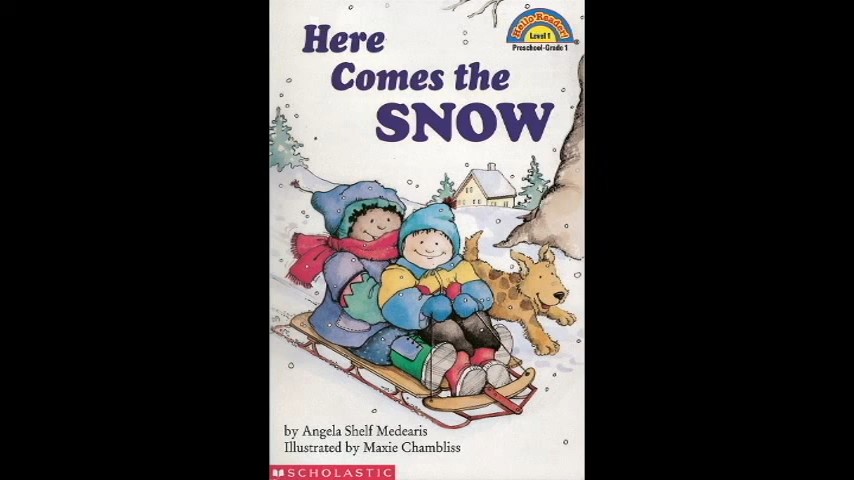 Hello Reader!
Level 1
Preschool-Grade 1
Here
Comes the
SNOW
by Angela Shelf Medearis
Illustrated by Maxie Chambliss
SCHOLASTIC